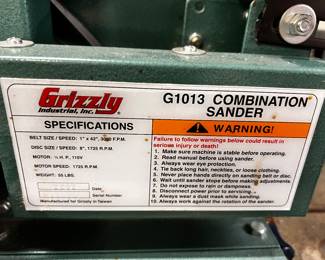 Grizzly
Industrial, Inc.
G1013 COMBINATION
SANDER
SPECIFICATIONS
BELT SIZE / SPEED: 1" x 42", F.P.M.
DISC SIZE / SPEED: 8", 1725 R.P.M.
MOTOR: H.P., 110V
MOTOR SPEED: 1725 R.P.M.
WEIGHT: 55 LBS.
Date
Serial Number
Manufactured for Grizzly in Taiwan
WARNING!
Failure to follow warnings below could result in
serious injury or death!
1. Make sure machine is stable before operating.
2. Read manual before using sander.
3. Always wear eye protection.
4. Tie back long hair, neckties, or loose clothing.
5. Never place hands directly on sanding belt or disc.
6. Wait until sander stops before making adjustments.
7. Do not expose to rain or dampness.
8. Disconnect power prior to servicing.
9. Always wear a dust mask while sanding.
10. Always work against the rotation of the sander.